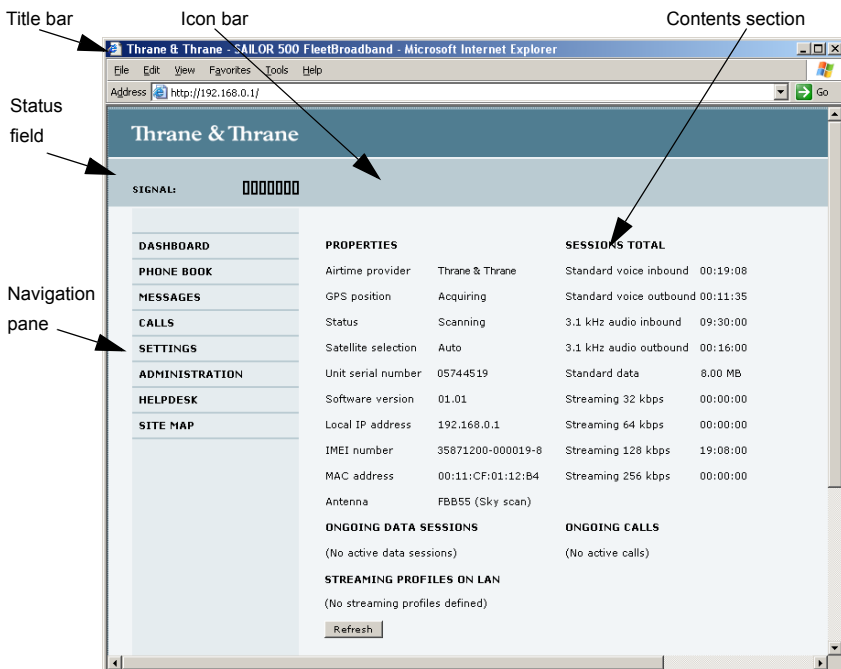 Title bar Icon bar Contents section
Thrane & Thrane - SAILOR 500 FleetBroadband - Microsoft Internet Explorer
File Edit View Favorites Tools Help
Address http://192.168.0.1/ Go
Status
field
Thrane & Thrane
SIGNAL:
Navigation
pane
DASHBOARD
PHONE BOOK
MESSAGES
CALLS
SETTINGS
ADMINISTRATION
HELPDESK
SITE MAP
PROPERTIES
Airtime provider Thrane & Thrane
GPS position Acquiring
Status Scanning
Satellite selection Auto
Unit serial number 05744519
Software version 01.01
Local IP address 192.168.0.1
IMEI number 35871200-000019-8
MAC address 00:11:CF:01:12:B4
Antenna FBB55 (Sky scan)
SESSIONS TOTAL
Standard voice inbound 00:19:08
Standard voice outbound 00:11:35
3.1 kHz audio inbound 09:30:00
3.1 kHz audio outbound 00:16:00
Standard data 8.00 MB
Streaming 32 kbps 00:00:00
Streaming 64 kbps 00:00:00
Streaming 128 kbps 19:08:00
Streaming 256 kbps 00:00:00
ONGOING DATA SESSIONS
(No active data sessions)
ONGOING CALLS
(No active calls)
STREAMING PROFILES ON LAN
(No streaming profiles defined)
Refresh